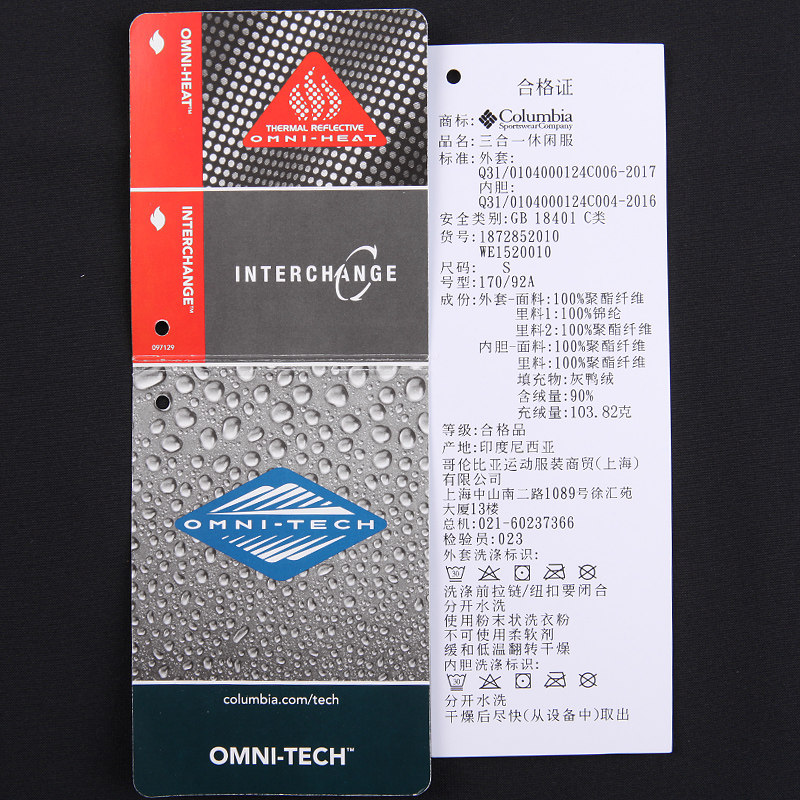 OMNI-HEAT™
THERMAL REFLECTIVE
OMNI-HEAT
INTERCHANGE™
INTERCHANGE
097129
OMNI-TECH
columbia.com/tech
OMNI-TECH™
合格证
商标: Columbia
Sportswear Company
品名:三合一休闲服
标准:外套:
Q31/0104000124C006-2017
内胆:
Q31/0104000124C004-2016
安全类别:GB 18401 C类
货号:1872852010
WE1520010
尺码: S
号型:170/92A
成份:外套-面料:100%聚酯纤维
里料1:100%锦纶
里料2:100%聚酯纤维
内胆-面料:100%聚酯纤维
里料:100%聚酯纤维
填充物:灰鸭绒
含绒量:90%
充绒量:103.82克
等级:合格品
产地:印度尼西亚
哥伦比亚运动服装商贸(上海)
有限公司
上海中山南二路1089号徐汇苑
大厦13楼
总机:021-60237366
检验员:023
外套洗涤标识:
30
洗涤前拉链/纽扣要闭合
分开水洗
使用粉末状洗衣粉
不可使用柔软剂
缓和低温翻转干燥
内胆洗涤标识:
30
分开水洗
干燥后尽快(从设备中)取出